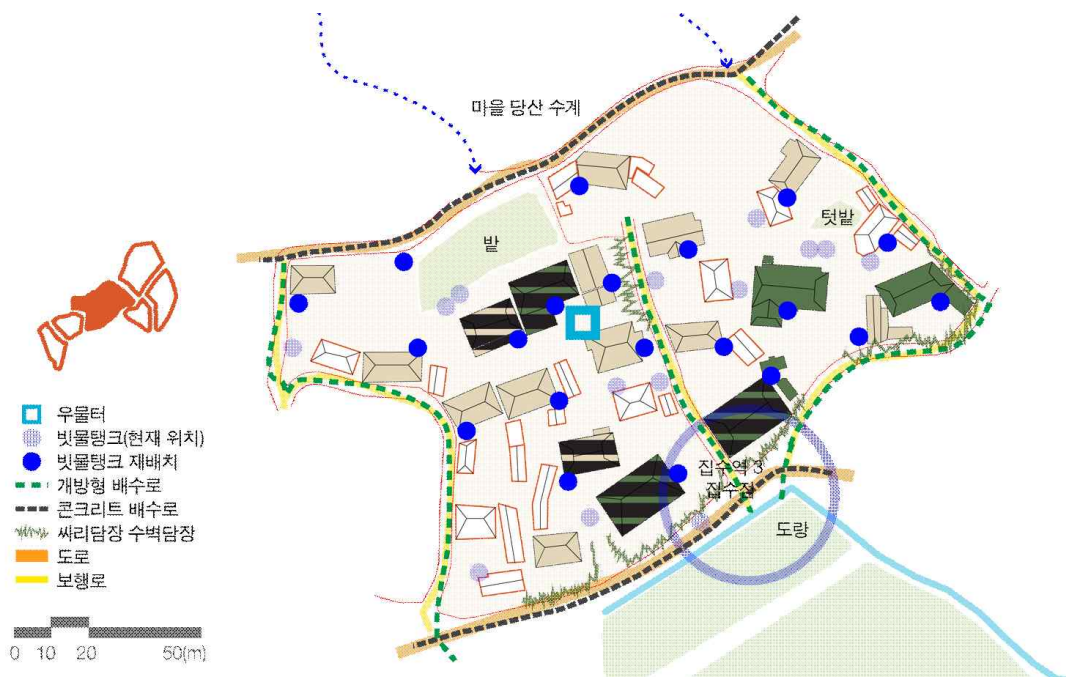 마을 당산 수계
밭
텃밭
집수역 3
집수점
도랑
우물터
빗물탱크(현재 위치)
빗물탱크 재배치
개방형 배수로
콘크리트 배수로
싸리담장 수벽담장
도로
보행로
0 10 20 50(m)